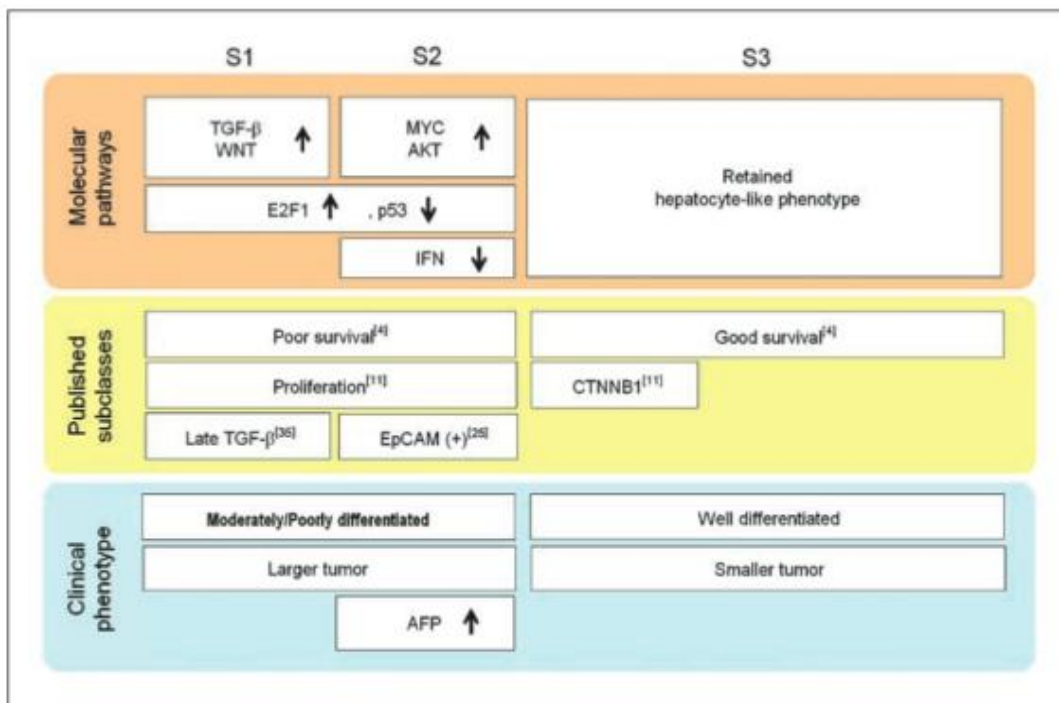 S1 S2 S3
Molecular
pathways
TGF-β ↑
WNT
MYC ↑
AKT
Retained
hepatocyte-like phenotype
E2F1 ↑ , p53 ↓
IFN ↓
Published
subclasses
Poor survival[4]
Good survival[4]
Proliferation[11]
CTNNB1[11]
Late TGF-β[36]
EpCAM (+)[25]
Clinical
phenotype
Moderately/Poorly differentiated
Well differentiated
Larger tumor
Smaller tumor
AFP ↑